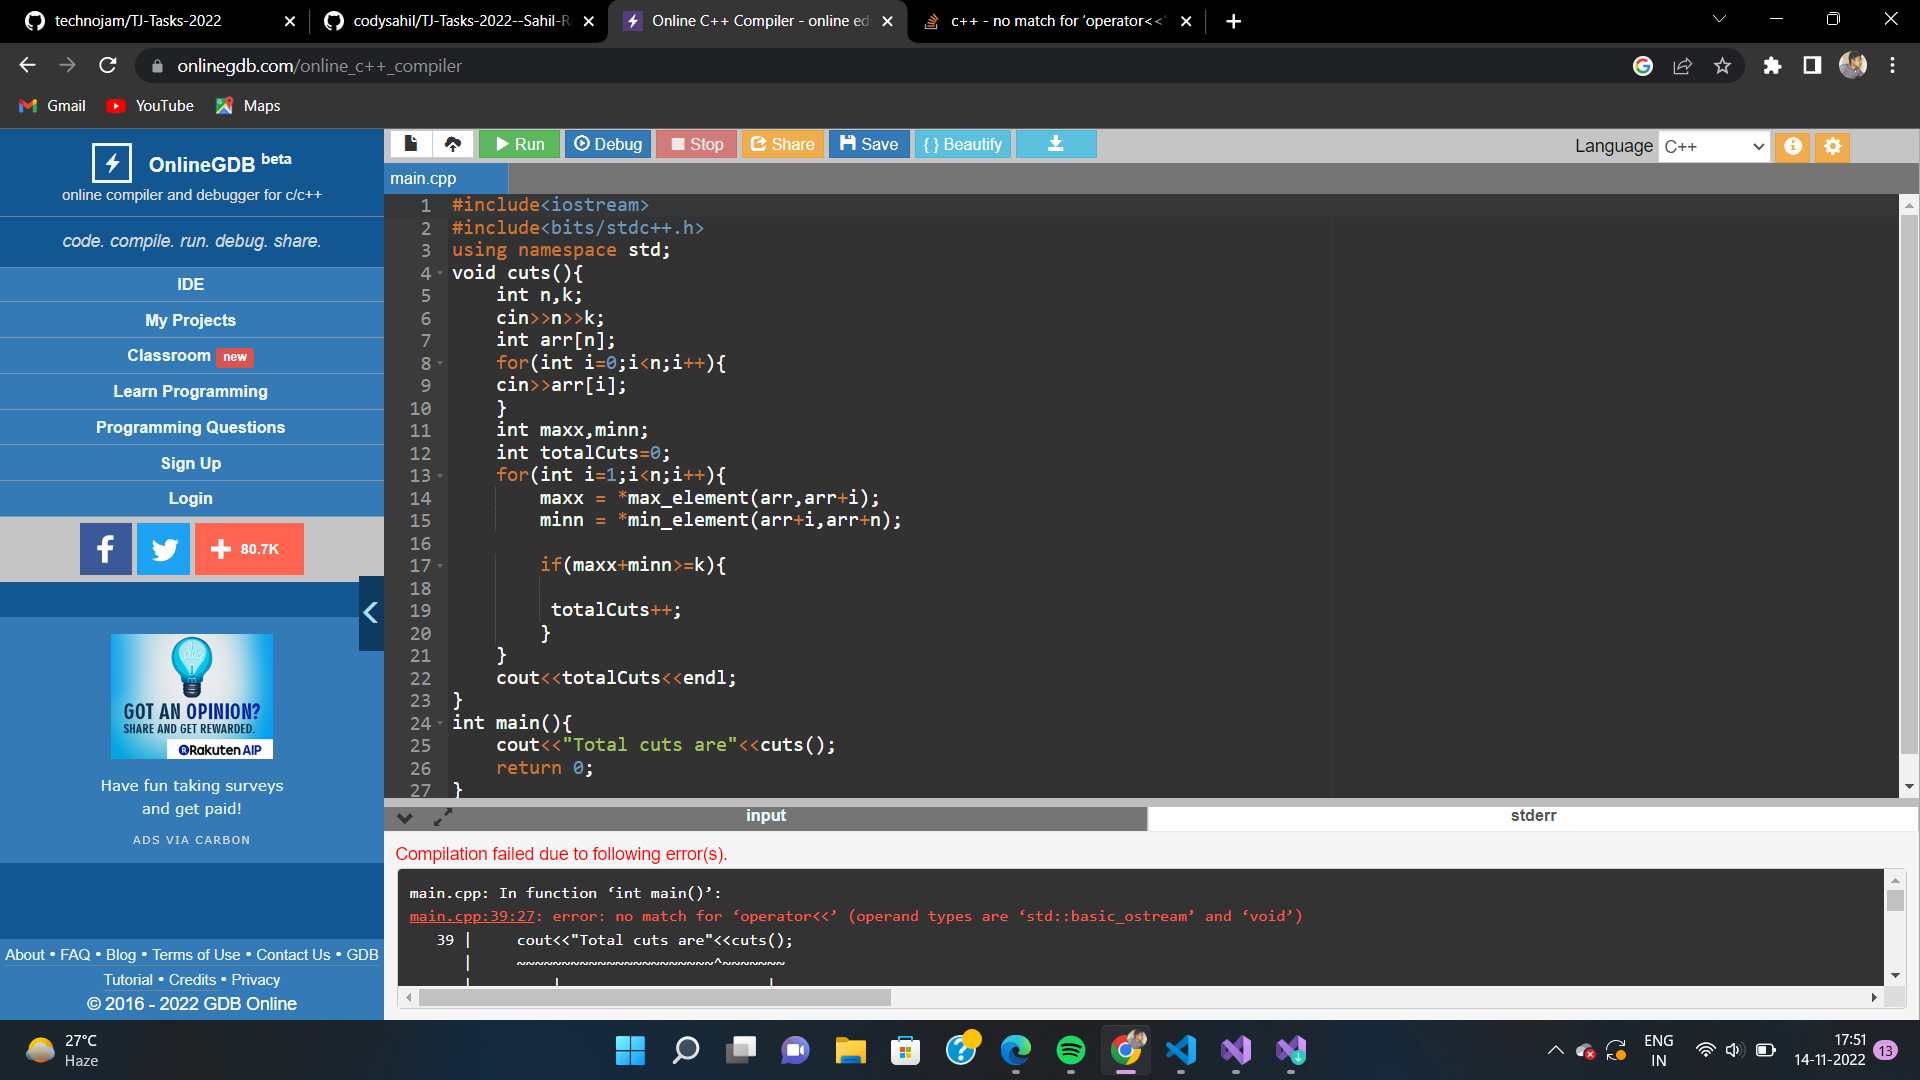 technojam/TJ-Tasks-2022
codysahil/TJ-Tasks-2022--Sahil-R
Online C++ Compiler - online ed
c++ - no match for ‘operator<<’
onlinegdb.com/online_c++_compiler
Gmail
YouTube
Maps
OnlineGDB beta
online compiler and debugger for c/c++
code. compile. run. debug. share.
IDE
My Projects
Classroom new
Learn Programming
Programming Questions
Sign Up
Login
80.7K
GOT AN OPINION?
SHARE AND GET REWARDED.
Rakuten AIP
Have fun taking surveys
and get paid!
ADS VIA CARBON
About • FAQ • Blog • Terms of Use • Contact Us • GDB
Tutorial • Credits • Privacy
© 2016 - 2022 GDB Online
Run
Debug
Stop
Share
Save
{ } Beautify
Language C++
main.cpp
1 #include<iostream>
2 #include<bits/stdc++.h>
3 using namespace std;
4 void cuts(){
5 int n,k;
6 cin>>n>>k;
7 int arr[n];
8 for(int i=0;i<n;i++){
9 cin>>arr[i];
10 }
11 int maxx,minn;
12 int totalCuts=0;
13 for(int i=1;i<n;i++){
14 maxx = *max_element(arr,arr+i);
15 minn = *min_element(arr+i,arr+n);
16
17 if(maxx+minn>=k){
18
19 totalCuts++;
20 }
21 }
22 cout<<totalCuts<<endl;
23 }
24 int main(){
25 cout<<"Total cuts are"<<cuts();
26 return 0;
27 }
input
stderr
Compilation failed due to following error(s).
main.cpp: In function ‘int main()’:
main.cpp:39:27: error: no match for ‘operator<<’ (operand types are ‘std::basic_ostream’ and ‘void’)
39 | cout<<"Total cuts are"<<cuts();
| ~~~~~~~~~~~~~~~~~~~~~~^~~~~~~~
27°C
Haze
ENG
IN
17:51
14-11-2022
13